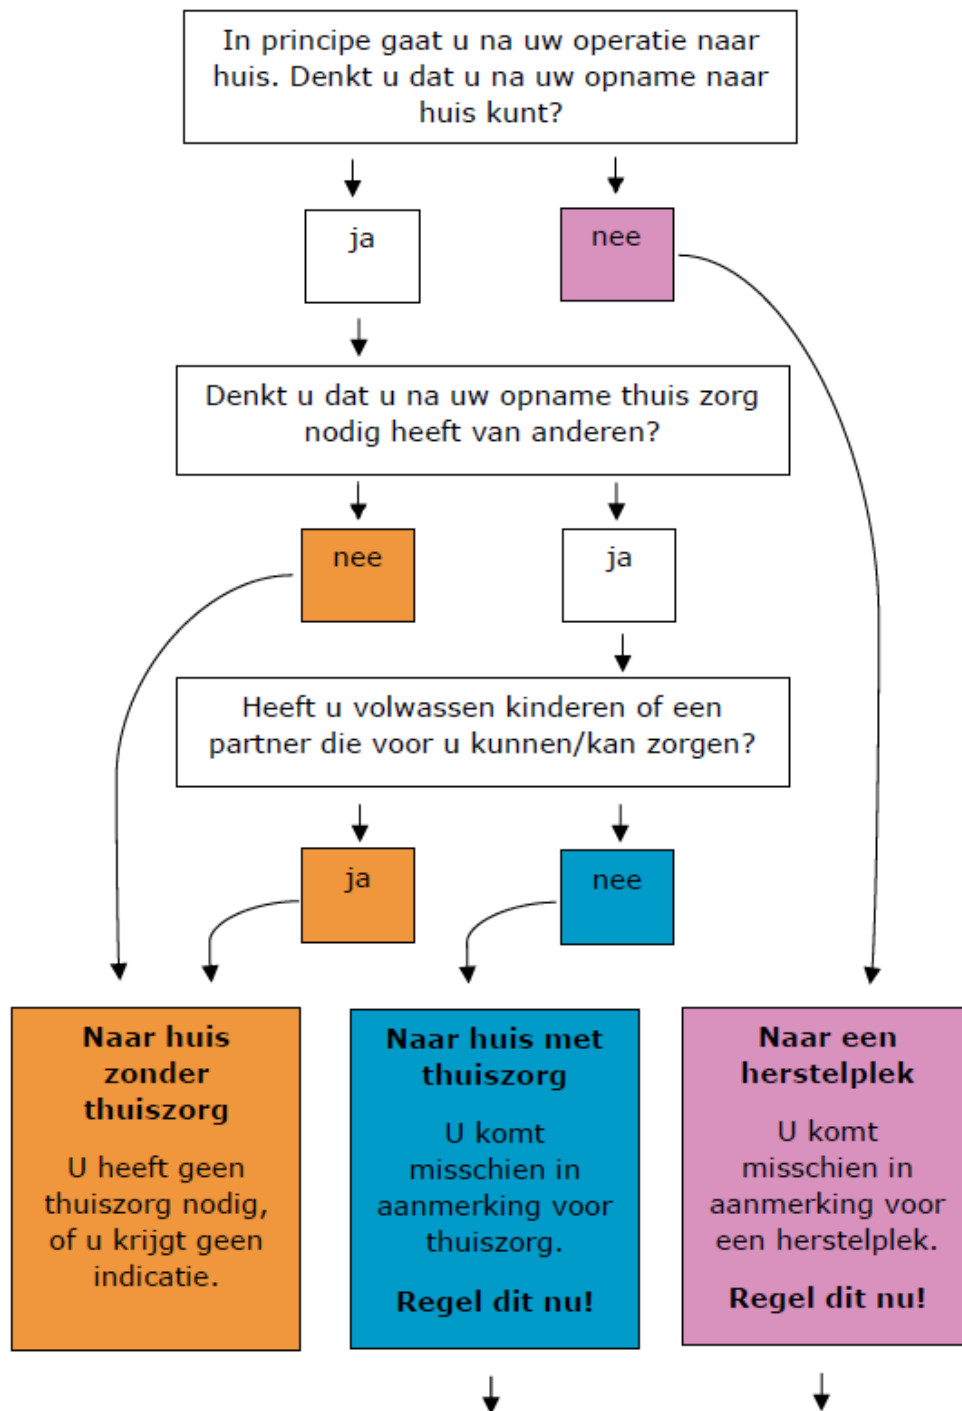 In principe gaat u na uw operatie naar
huis. Denkt u dat u na uw opname naar
huis kunt?
ja
nee
Denkt u dat u na uw opname thuis zorg
nodig heeft van anderen?
nee
ja
Heeft u volwassen kinderen of een
partner die voor u kunnen/kan zorgen?
ja
nee
Naar huis
zonder
thuiszorg
U heeft geen
thuiszorg nodig,
of u krijgt geen
indicatie.
Naar huis met
thuiszorg
U komt
misschien in
aanmerking voor
thuiszorg.
Regel dit nu!
Naar een
herstelplek
U komt
misschien in
aanmerking voor
een herstelplek.
Regel dit nu!